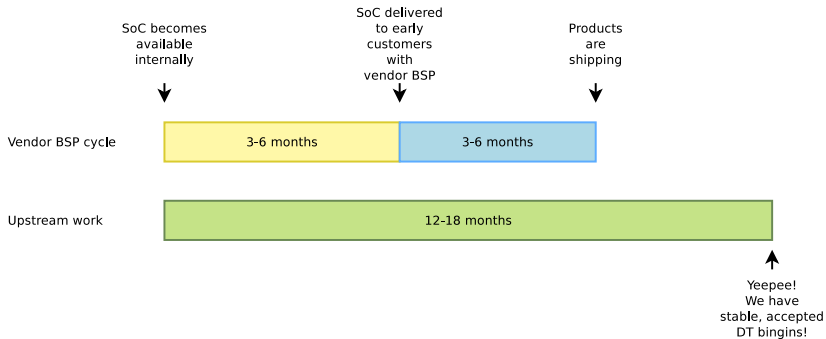 SoC becomes
available
internally
SoC delivered
to early
customers
with
vendor BSP
Products
are
shipping
Vendor BSP cycle
3-6 months
3-6 months
Upstream work
12-18 months
Yeepee!
We have
stable, accepted
DT bingins!